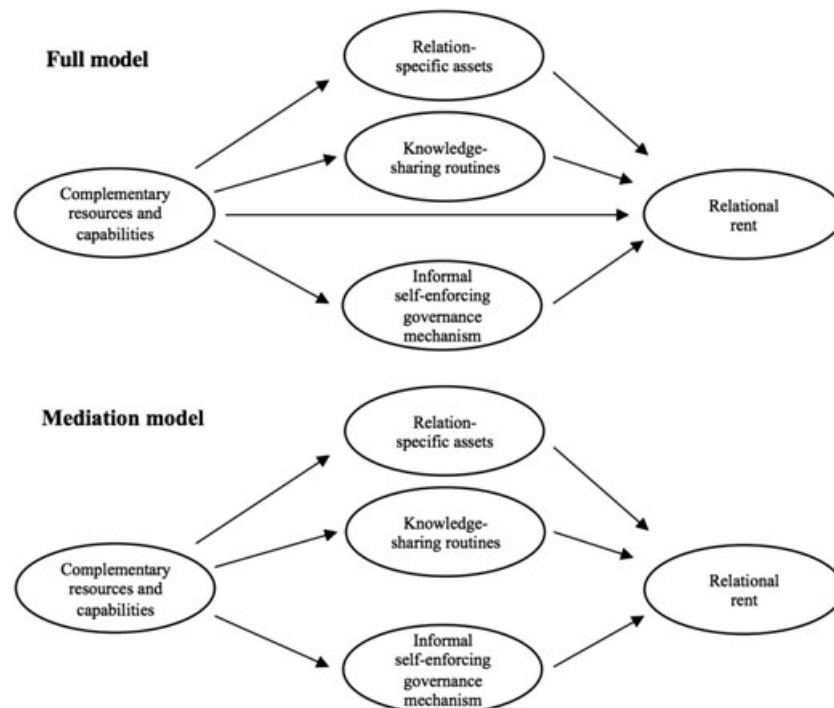 Full model
Relation-
specific assets
Knowledge-
sharing routines
Complementary
resources and
capabilities
Relational
rent
Informal
self-enforcing
governance
mechanism
Mediation model
Relation-
specific assets
Knowledge-
sharing routines
Complementary
resources and
capabilities
Relational
rent
Informal
self-enforcing
governance
mechanism